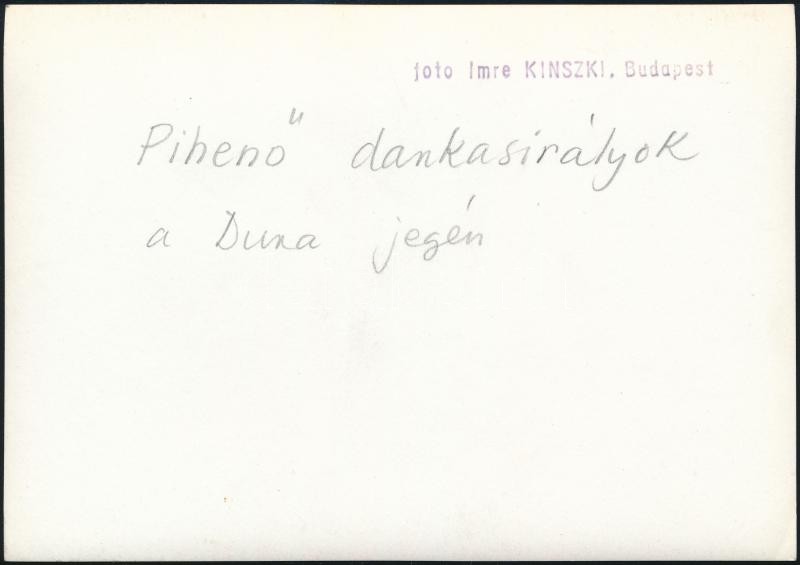 foto Imre KINSZKI, Budapest
Pihenő dankasirályok
a Duna jegén